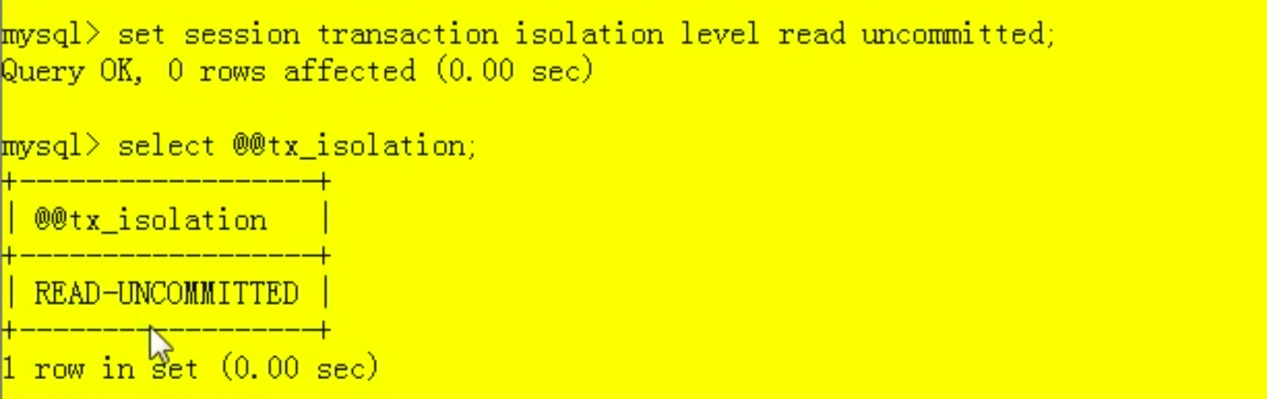 mysql> set session transaction isolation level read uncommitted;
Query OK, 0 rows affected (0.00 sec)
mysql> select @@tx_isolation;
+------------------+
| @@tx_isolation   |
+------------------+
| READ-UNCOMMITTED |
+------------------+
1 row in set (0.00 sec)